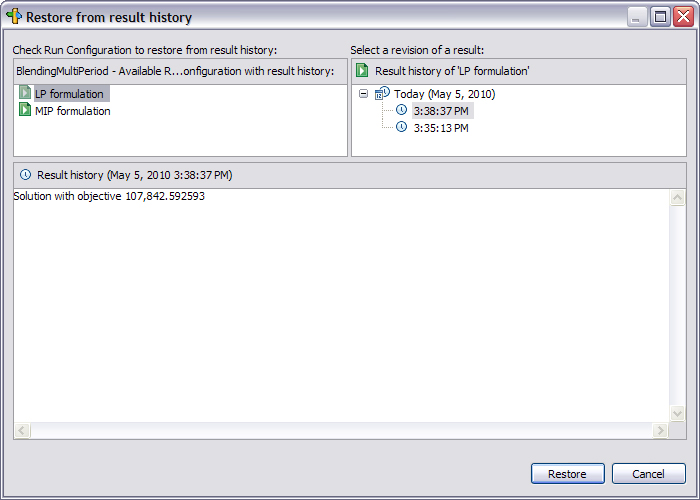 Restore from result history
Check Run Configuration to restore from result history:
BlendingMultiPeriod - Available R...onfiguration with result history:
LP formulation
MIP formulation
Select a revision of a result:
Result history of 'LP formulation'
Today (May 5, 2010)
3:38:37 PM
3:35:13 PM
Result history (May 5, 2010 3:38:37 PM)
Solution with objective 107,842.592593
Restore
Cancel